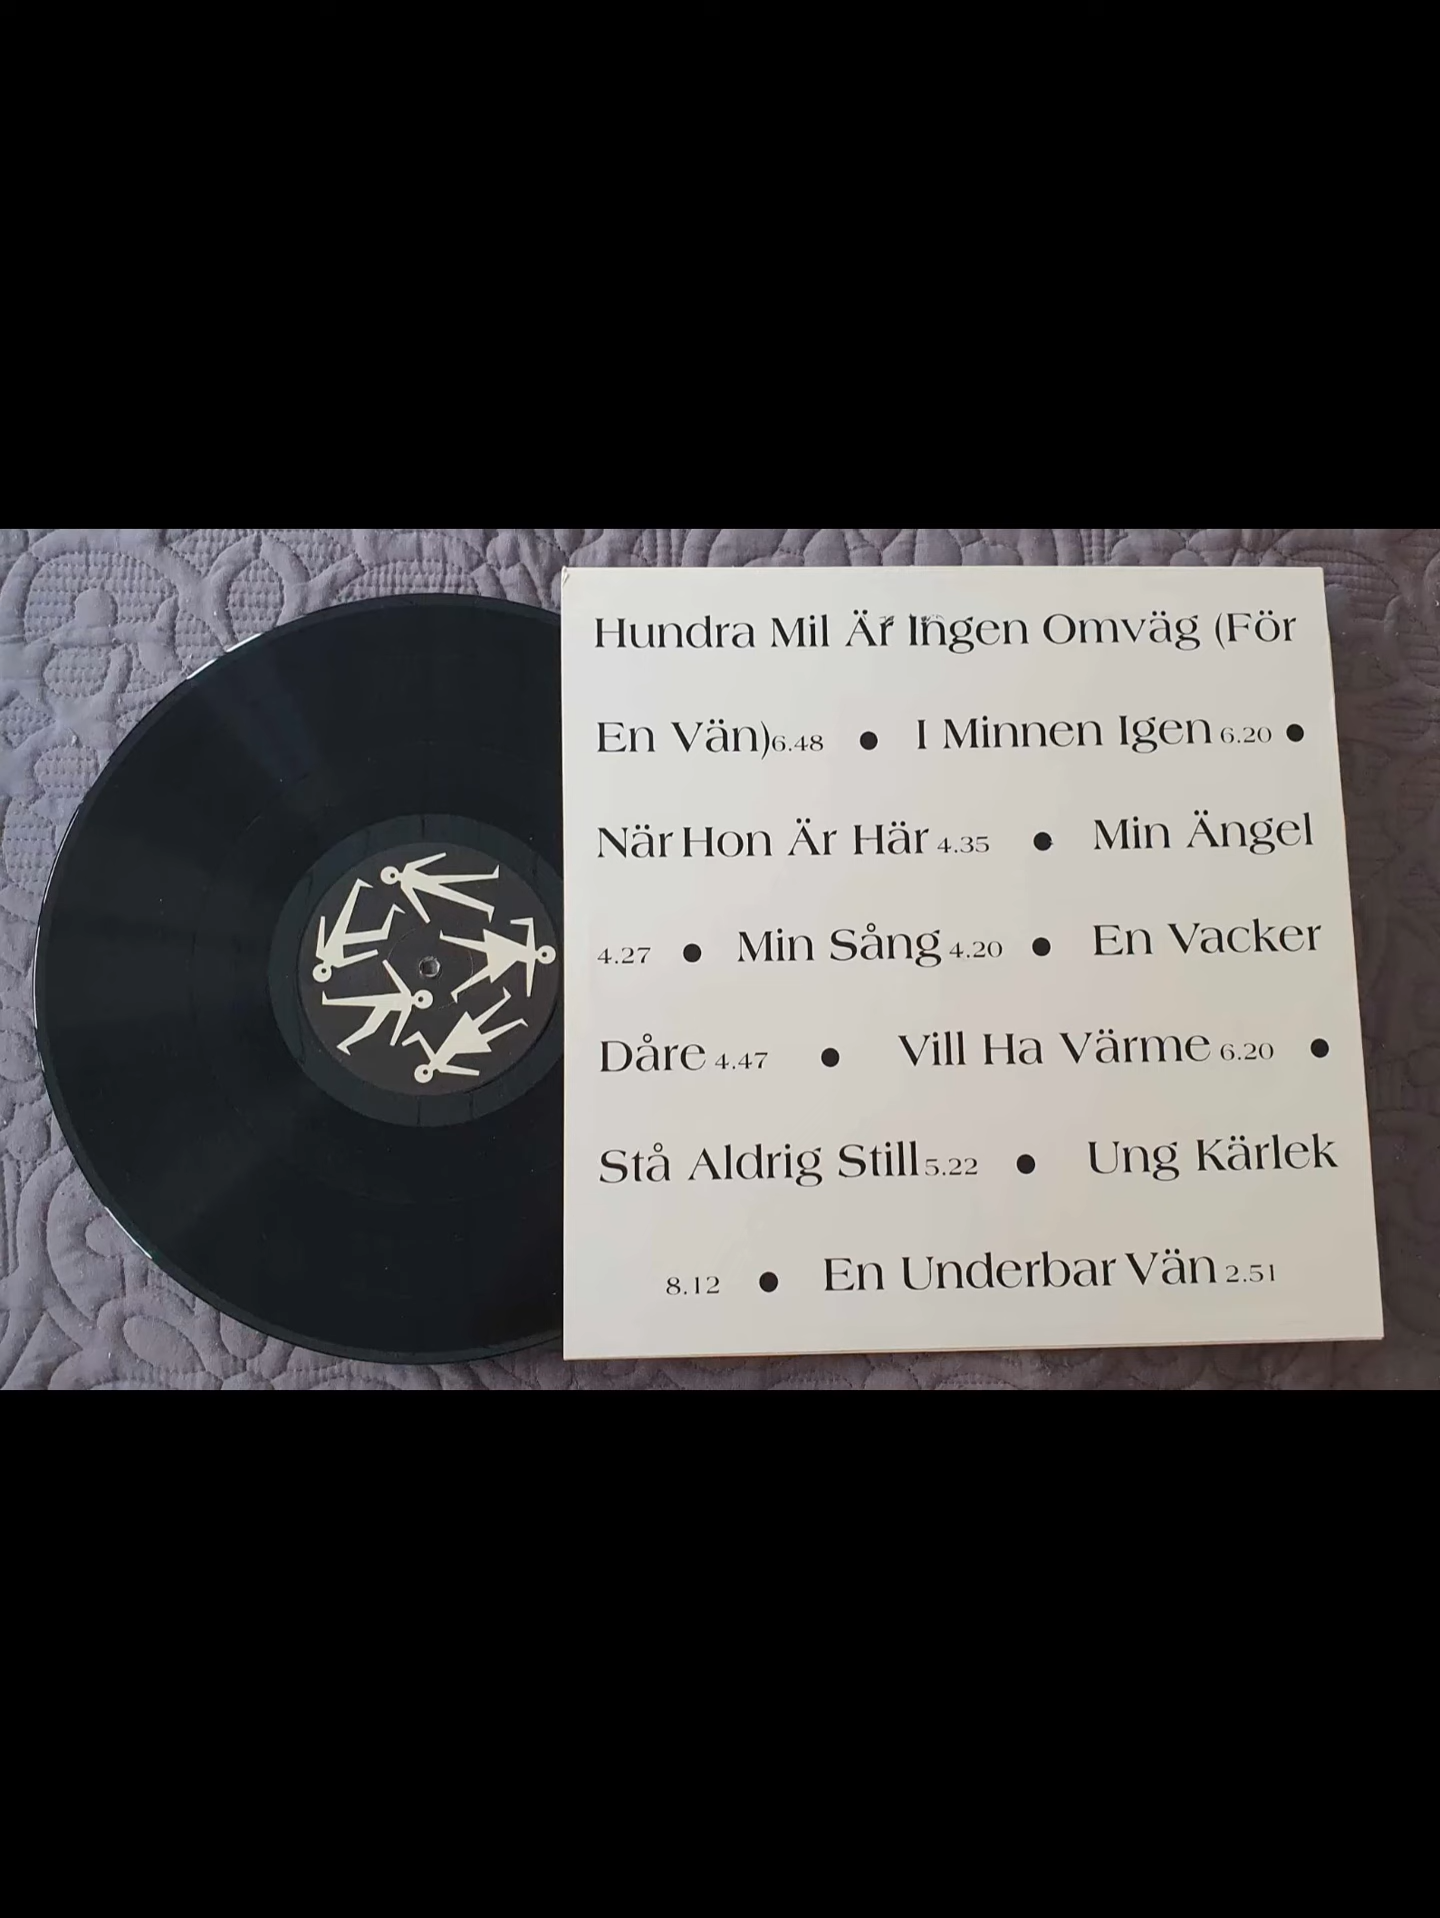 Hundra Mil Är Ingen Omväg (För
En Vän)6.48 ● I Minnen Igen 6.20 ●
När Hon Är Här 4.35 ● Min Ängel
4.27 ● Min Sång 4.20 ● En Vacker
Dåre 4.47 ● Vill Ha Värme 6.20 ●
Stå Aldrig Still 5.22 ● Ung Kärlek
8.12 ● En Underbar Vän 2.51